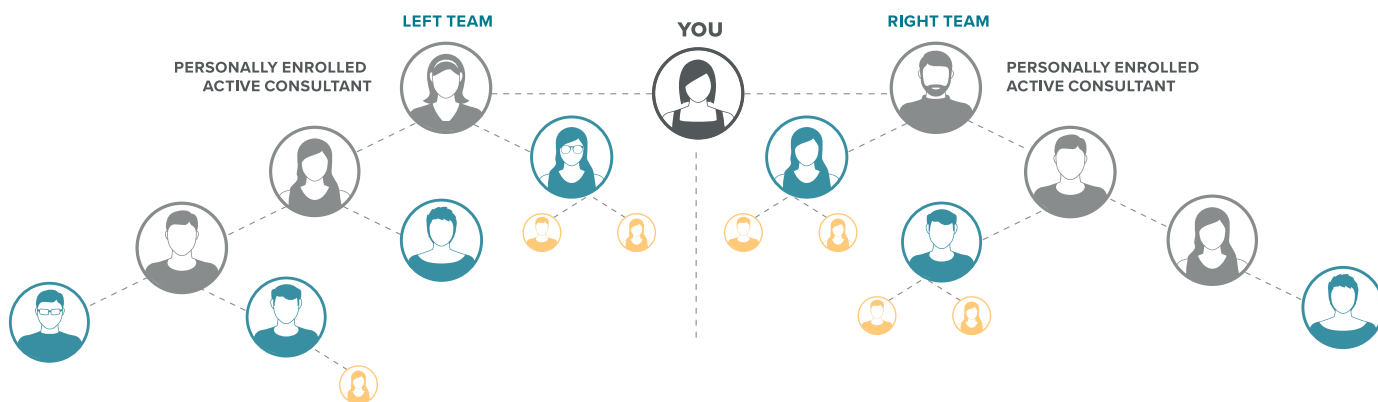 LEFT TEAM
YOU
RIGHT TEAM
PERSONALLY ENROLLED
ACTIVE CONSULTANT
PERSONALLY ENROLLED
ACTIVE CONSULTANT